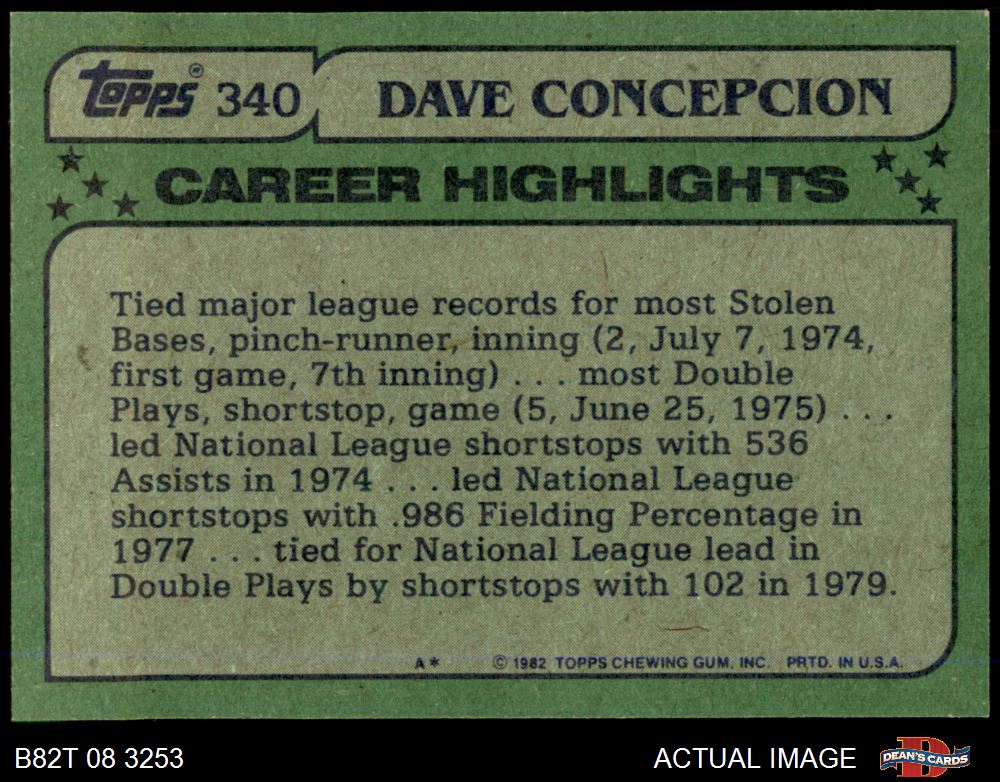 topps® 340 DAVE CONCEPCION
CAREER HIGHLIGHTS
Tied major league records for most Stolen
Bases, pinch-runner, inning (2, July 7, 1974,
first game, 7th inning) . . . most Double
Plays, shortstop, game (5, June 25, 1975) . . .
led National League shortstops with 536
Assists in 1974 . . . led National League
shortstops with .986 Fielding Percentage in
1977 . . . tied for National League lead in
Double Plays by shortstops with 102 in 1979.
A* © 1982 TOPPS CHEWING GUM, INC. PRTD. IN U.S.A.
B82T 08 3253 ACTUAL IMAGE D DEAN'S CARDS